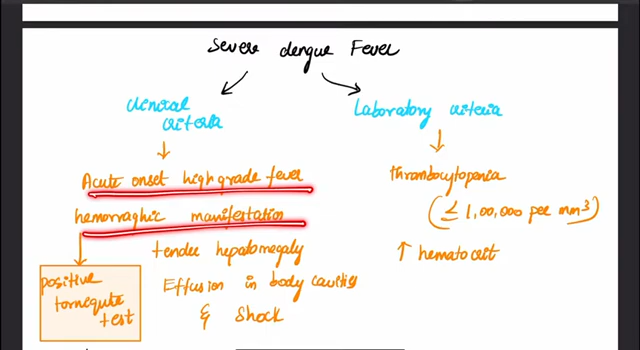 Severe dengue Fever
clinical criteria
Acute onset high grade fever
hemorraghic manifestation
positive tornequte test
tender hepatomegaly
Effusion in body cavities
& shock
Laboratory criteria
thrombocytopenia
(≤ 1,00,000 per mm³)
↑ hematocrit